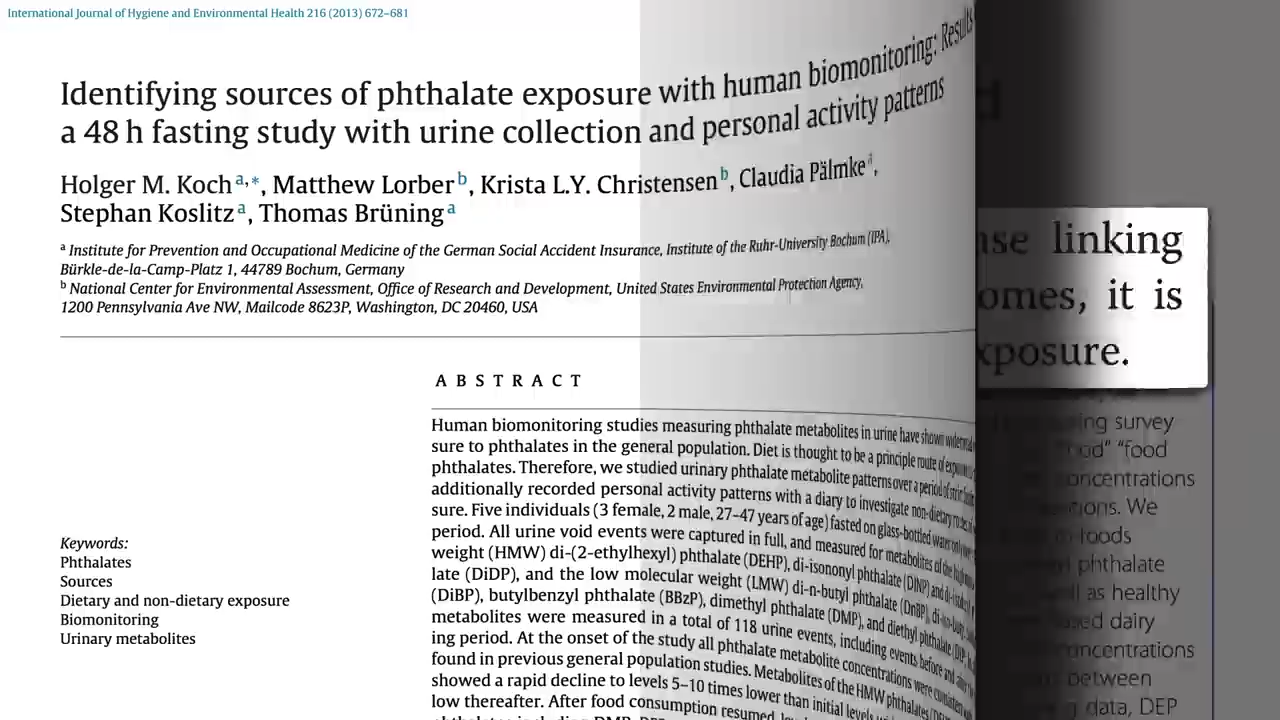 International Journal of Hygiene and Environmental Health 216 (2013) 672–681
Identifying sources of phthalate exposure with human biomonitoring: Results
a 48 h fasting study with urine collection and personal activity patterns
Holger M. Koch a,*, Matthew Lorber b, Krista L.Y. Christensen b, Claudia Pälmke a,
Stephan Koslitz a, Thomas Brüning a
a Institute for Prevention and Occupational Medicine of the German Social Accident Insurance, Institute of the Ruhr-University Bochum (IPA),
Bürkle-de-la-Camp-Platz 1, 44789 Bochum, Germany
b National Center for Environmental Assessment, Office of Research and Development, United States Environmental Protection Agency,
1200 Pennsylvania Ave NW, Mailcode 8623P, Washington, DC 20460, USA
ABSTRACT
Human biomonitoring studies measuring phthalate metabolites in urine have shown
sure to phthalates in the general population. Diet is thought to be a principle route of
phthalates. Therefore, we studied urinary phthalate metabolite patterns over a period of
additionally recorded personal activity patterns with a diary to investigate non-dietary
sure. Five individuals (3 female, 2 male, 27–47 years of age) fasted on glass-bottled water
period. All urine void events were captured in full, and measured for metabolites of the
weight (HMW) di-(2-ethylhexyl) phthalate (DEHP), di-isononyl phthalate (DINP) and
late (DiDP), and the low molecular weight (LMW) di-n-butyl phthalate (DnBP),
(DiBP), butylbenzyl phthalate (BBzP), dimethyl phthalate (DMP), and diethyl phthalate
metabolites were measured in a total of 118 urine events, including events before and
ing period. At the onset of the study all phthalate metabolite concentrations were
found in previous general population studies. Metabolites of the HMW phthalates
showed a rapid decline to levels 5–10 times lower than initial levels
low thereafter. After food consumption resumed,
Keywords:
Phthalates
Sources
Dietary and non-dietary exposure
Biomonitoring
Urinary metabolites
linking
it is
survey
"food
concentrations
We
foods
phthalate
as healthy
dairy
concentrations
between
data, DEP